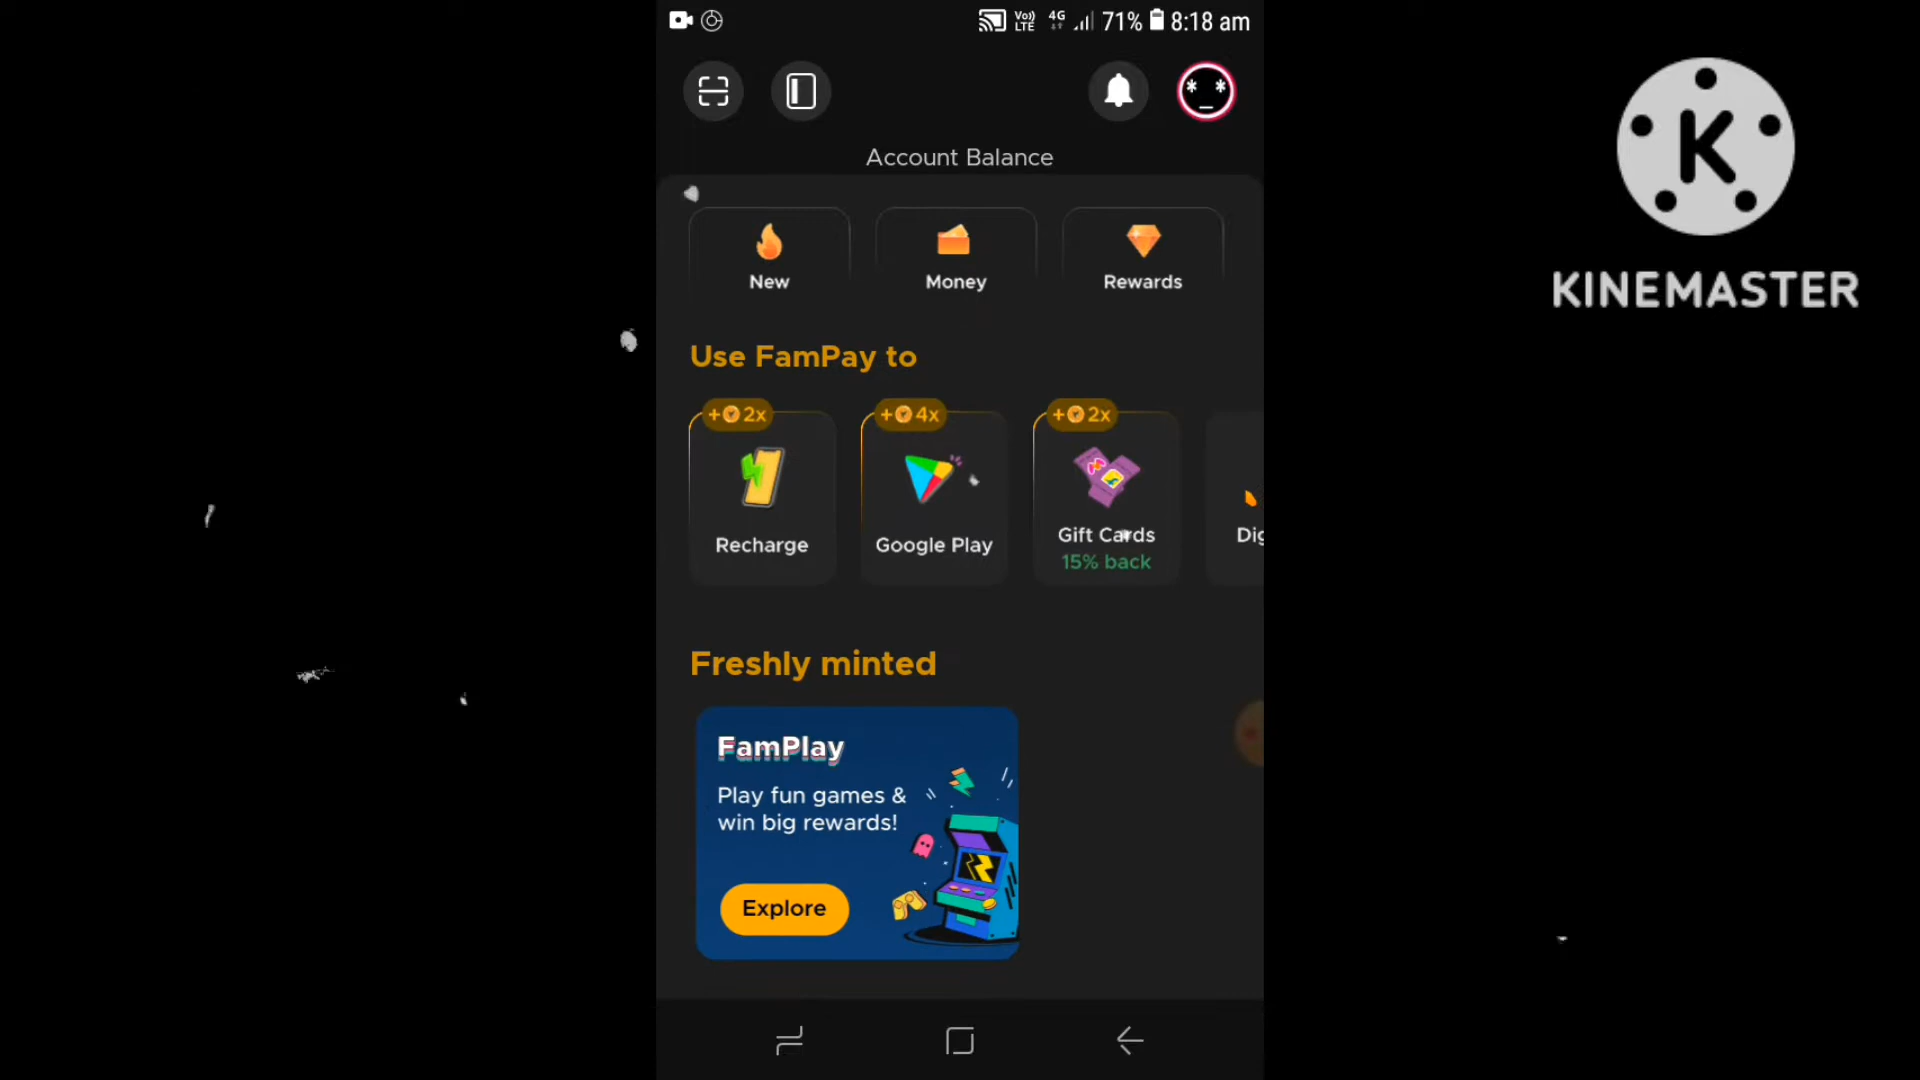 Vo)) LTE 4G 71% 8:18 am
Account Balance
New Money Rewards
Use FamPay to
+ 2x + 4x + 2x
Recharge Google Play Gift Cards Dig
15% back
Freshly minted
FamPlay
Play fun games &
win big rewards!
Explore
K
KINEMASTER